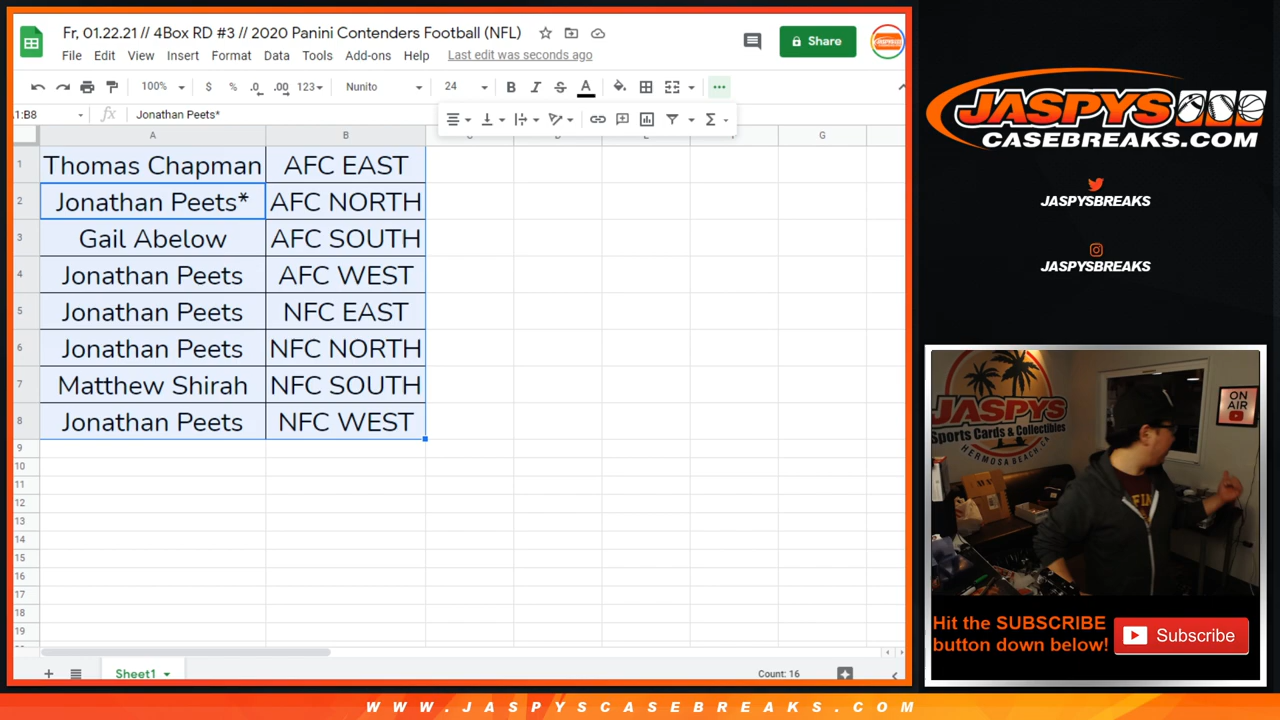 Fr, 01.22.21 // 4Box RD #3 // 2020 Panini Contenders Football (NFL)
File Edit View Insert Format Data Tools Add-ons Help Last edit was seconds ago
Share
100% $ % .0 .00 123 Nunito 24 B I S A
1:B8 fx Jonathan Peets*
A B G
1 Thomas Chapman AFC EAST
2 Jonathan Peets* AFC NORTH
3 Gail Abelow AFC SOUTH
4 Jonathan Peets AFC WEST
5 Jonathan Peets NFC EAST
6 Jonathan Peets NFC NORTH
7 Matthew Shirah NFC SOUTH
8 Jonathan Peets NFC WEST
9
10
11
12
13
14
15
16
17
18
19
Sheet1
Count: 16
JASPYS
CASEBREAKS.COM
JASPYSBREAKS
JASPYSBREAKS
JASPYS
Sports Cards & Collectibles
HERMOSA BEACH, CA
ON
AIR
Hit the SUBSCRIBE
button down below!
Subscribe
WWW.JASPYSCASEBREAKS.COM